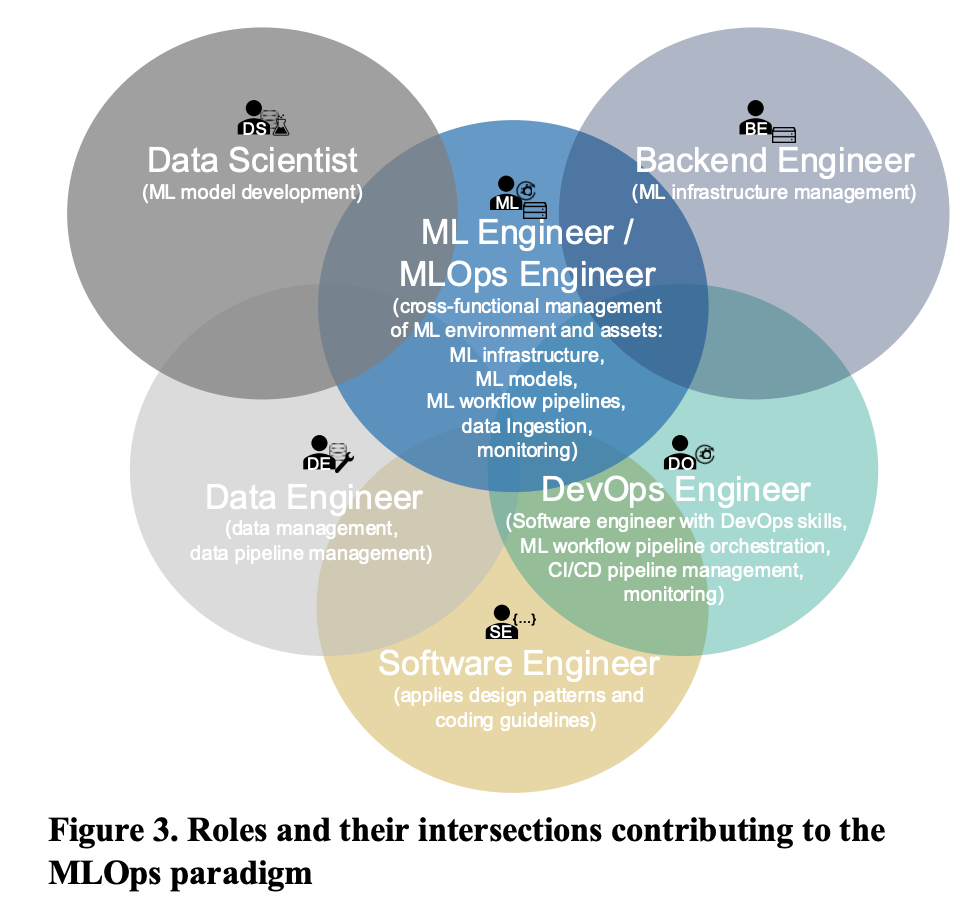 DS
Data Scientist
(ML model development)
BE
Backend Engineer
(ML infrastructure management)
ML
ML Engineer /
MLOps Engineer
(cross-functional management
of ML environment and assets:
ML infrastructure,
ML models,
ML workflow pipelines,
data Ingestion,
monitoring)
DE
Data Engineer
(data management,
data pipeline management)
DO
DevOps Engineer
(Software engineer with DevOps skills,
ML workflow pipeline orchestration,
CI/CD pipeline management,
monitoring)
SE {...}
Software Engineer
(applies design patterns and
coding guidelines)
Figure 3. Roles and their intersections contributing to the
MLOps paradigm